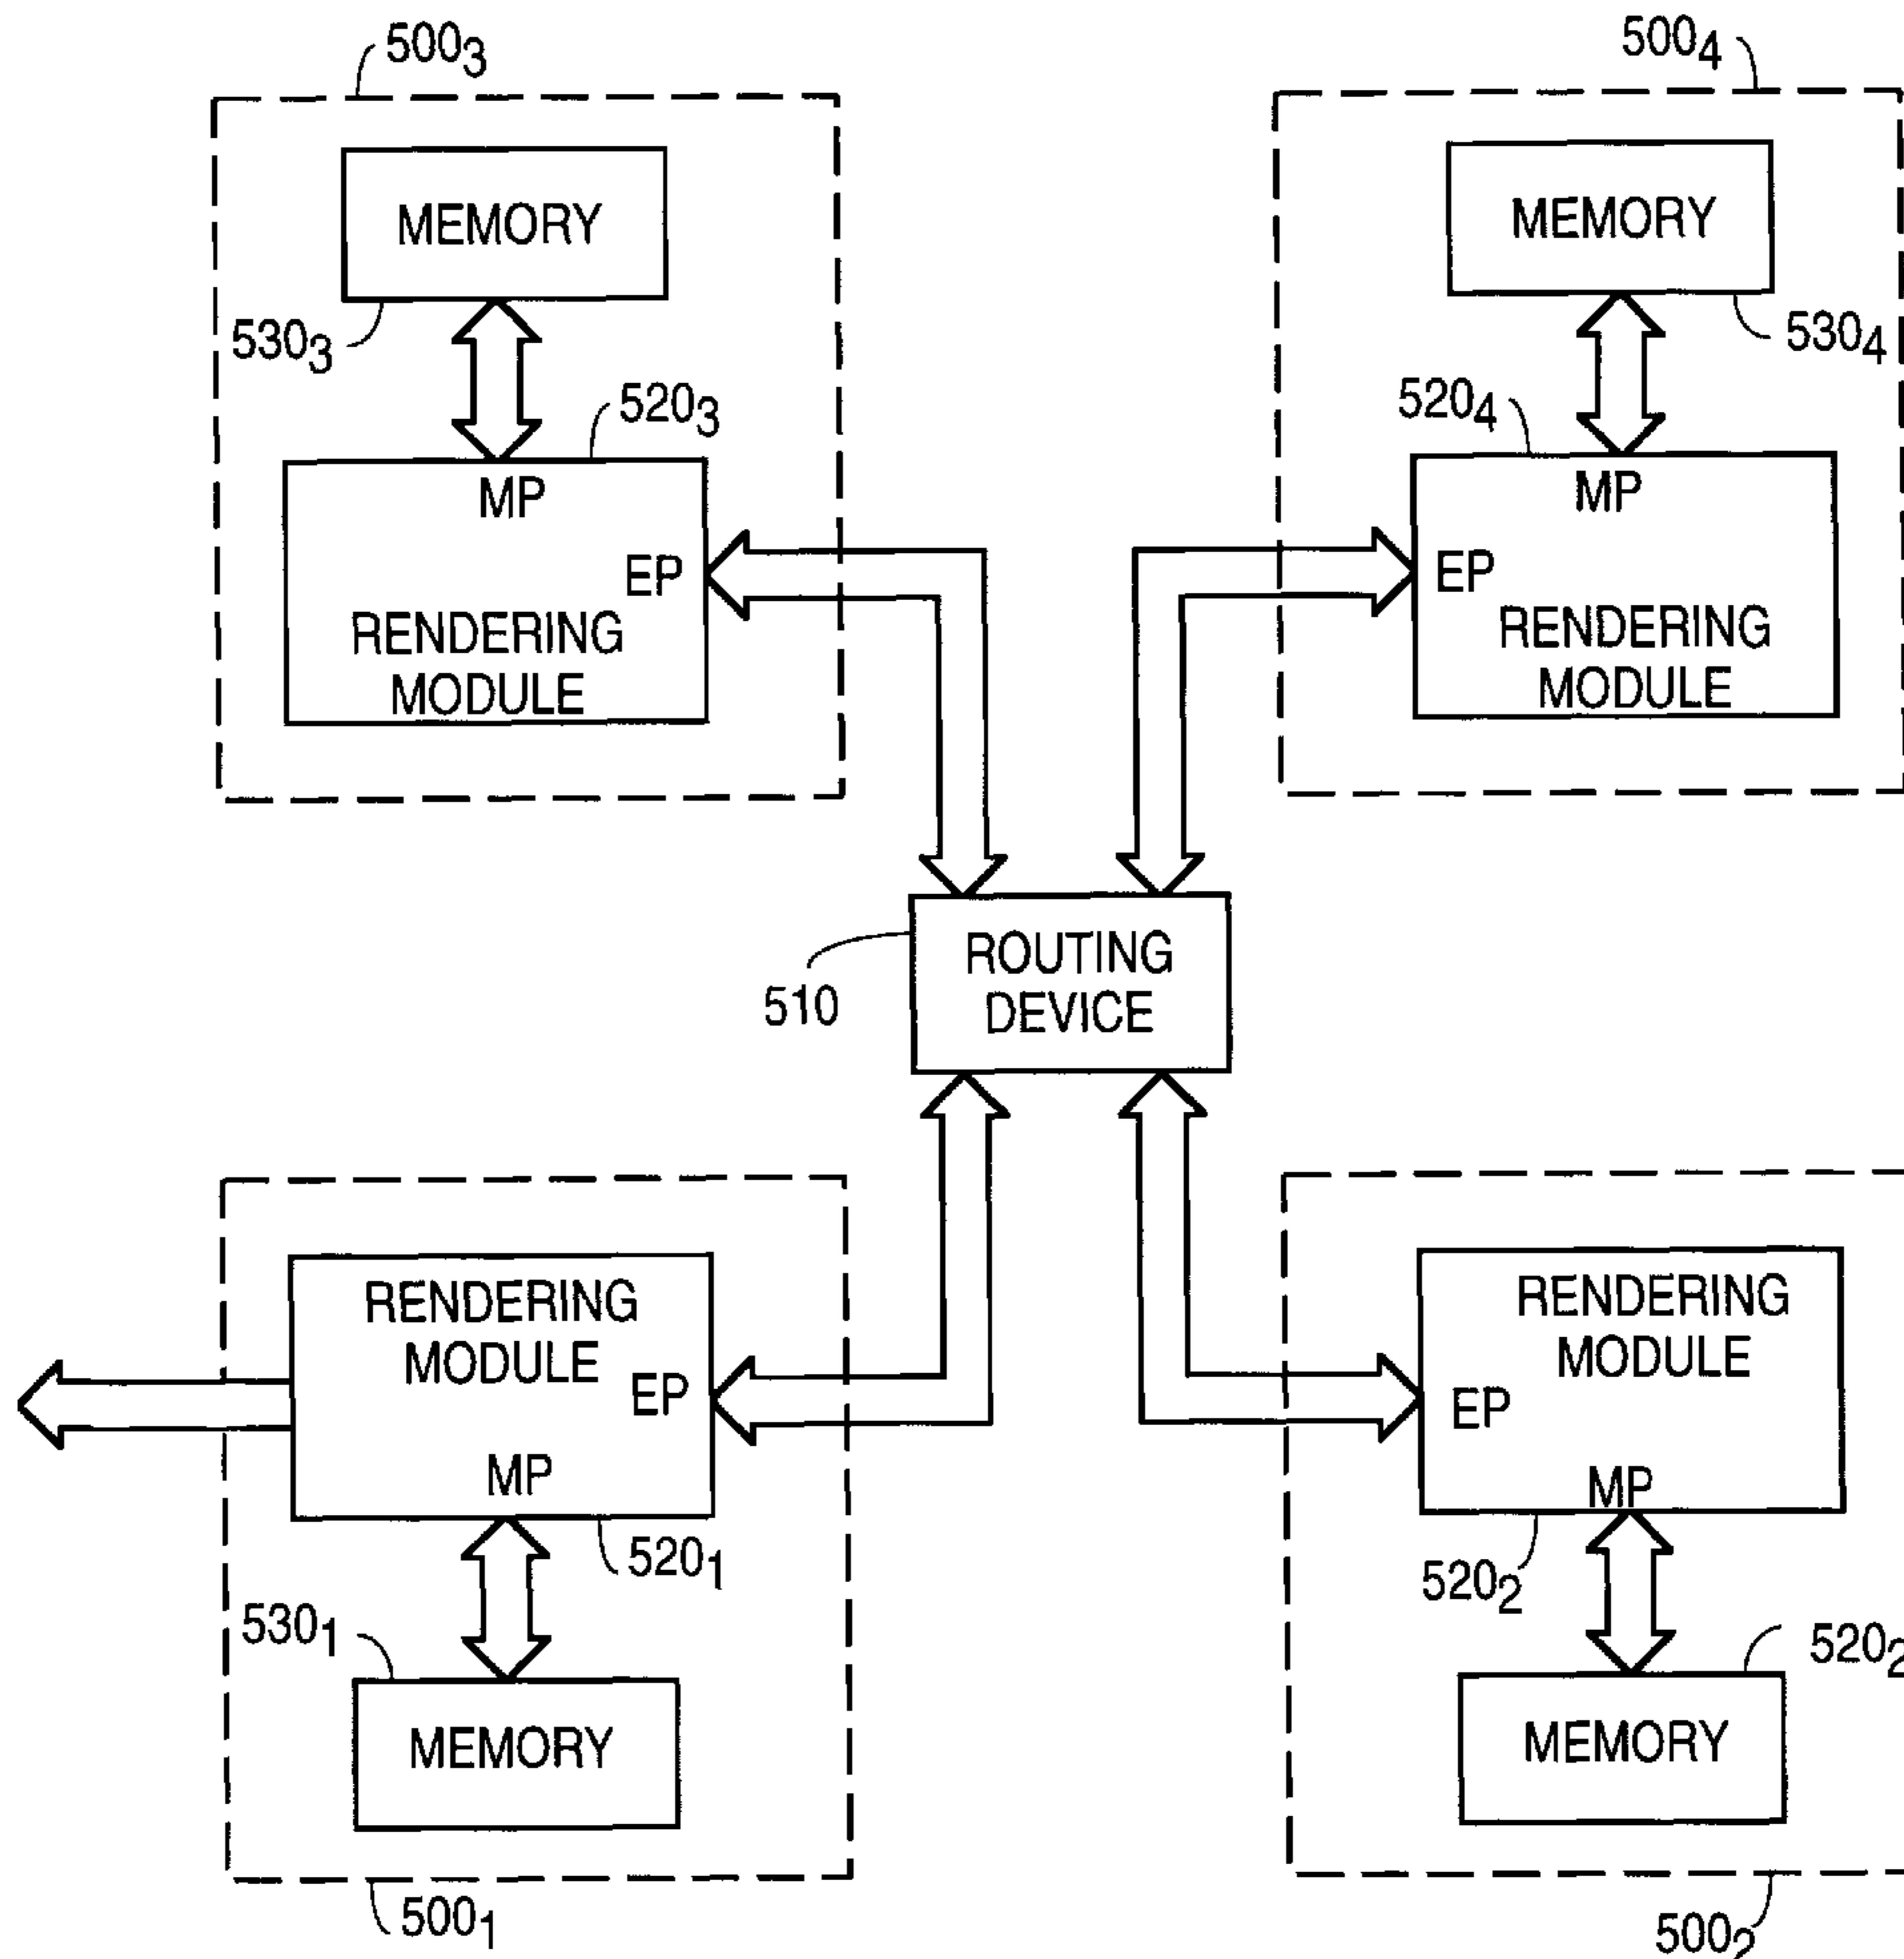 500₃
500₄
MEMORY
MEMORY
530₃
530₄
520₃
520₄
MP
MP
EP
EP
RENDERING
MODULE
RENDERING
MODULE
ROUTING
DEVICE
510
RENDERING
MODULE
RENDERING
MODULE
EP
EP
MP
MP
520₁
520₂
530₁
520₂
MEMORY
MEMORY
500₁
500₂